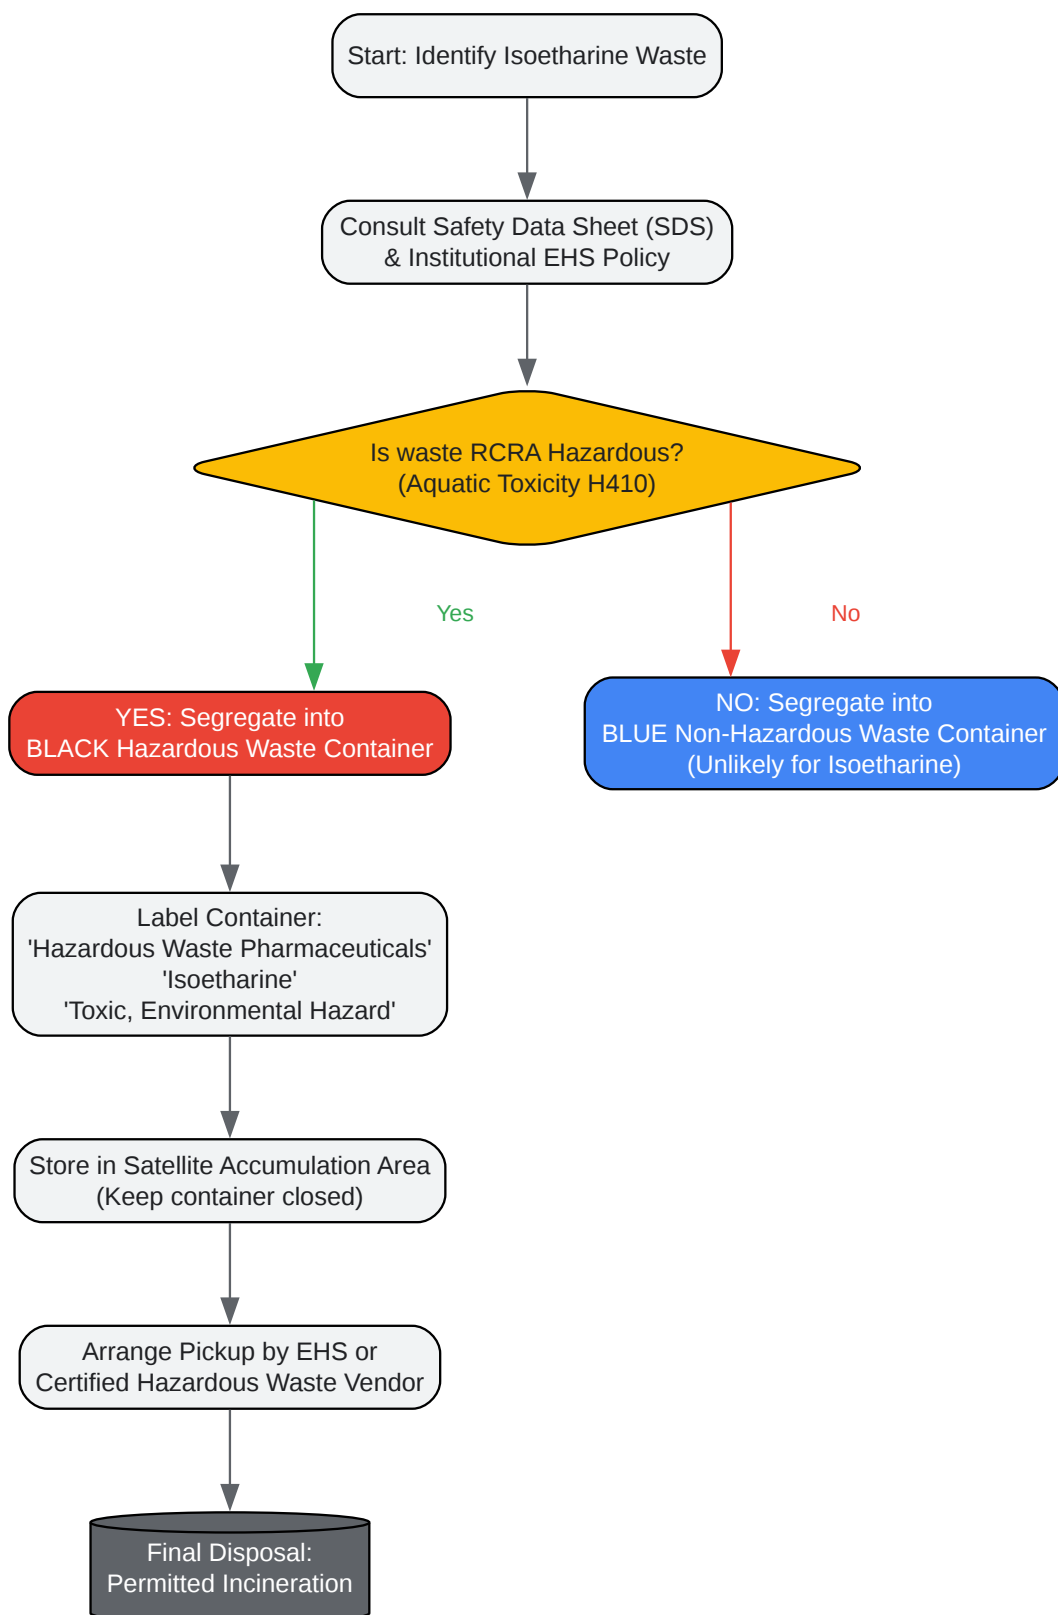 Start: Identify Isoetharine Waste
Consult Safety Data Sheet (SDS)
& Institutional EHS Policy
Is waste RCRA Hazardous?
(Aquatic Toxicity H410)
Yes
No
YES: Segregate into
BLACK Hazardous Waste Container
NO: Segregate into
BLUE Non-Hazardous Waste Container
(Unlikely for Isoetharine)
Label Container:
'Hazardous Waste Pharmaceuticals'
'Isoetharine'
'Toxic, Environmental Hazard'
Store in Satellite Accumulation Area
(Keep container closed)
Arrange Pickup by EHS or
Certified Hazardous Waste Vendor
Final Disposal:
Permitted Incineration